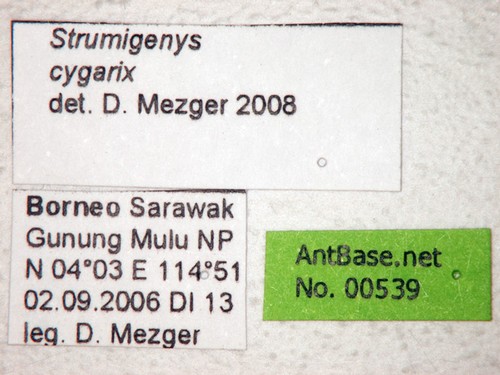 Strumigenys
cygarix
det. D. Mezger 2008
Borneo Sarawak
Gunung Mulu NP
N 04°03 E 114°51
02.09.2006 DI 13
leg. D. Mezger
AntBase.net
No. 00539